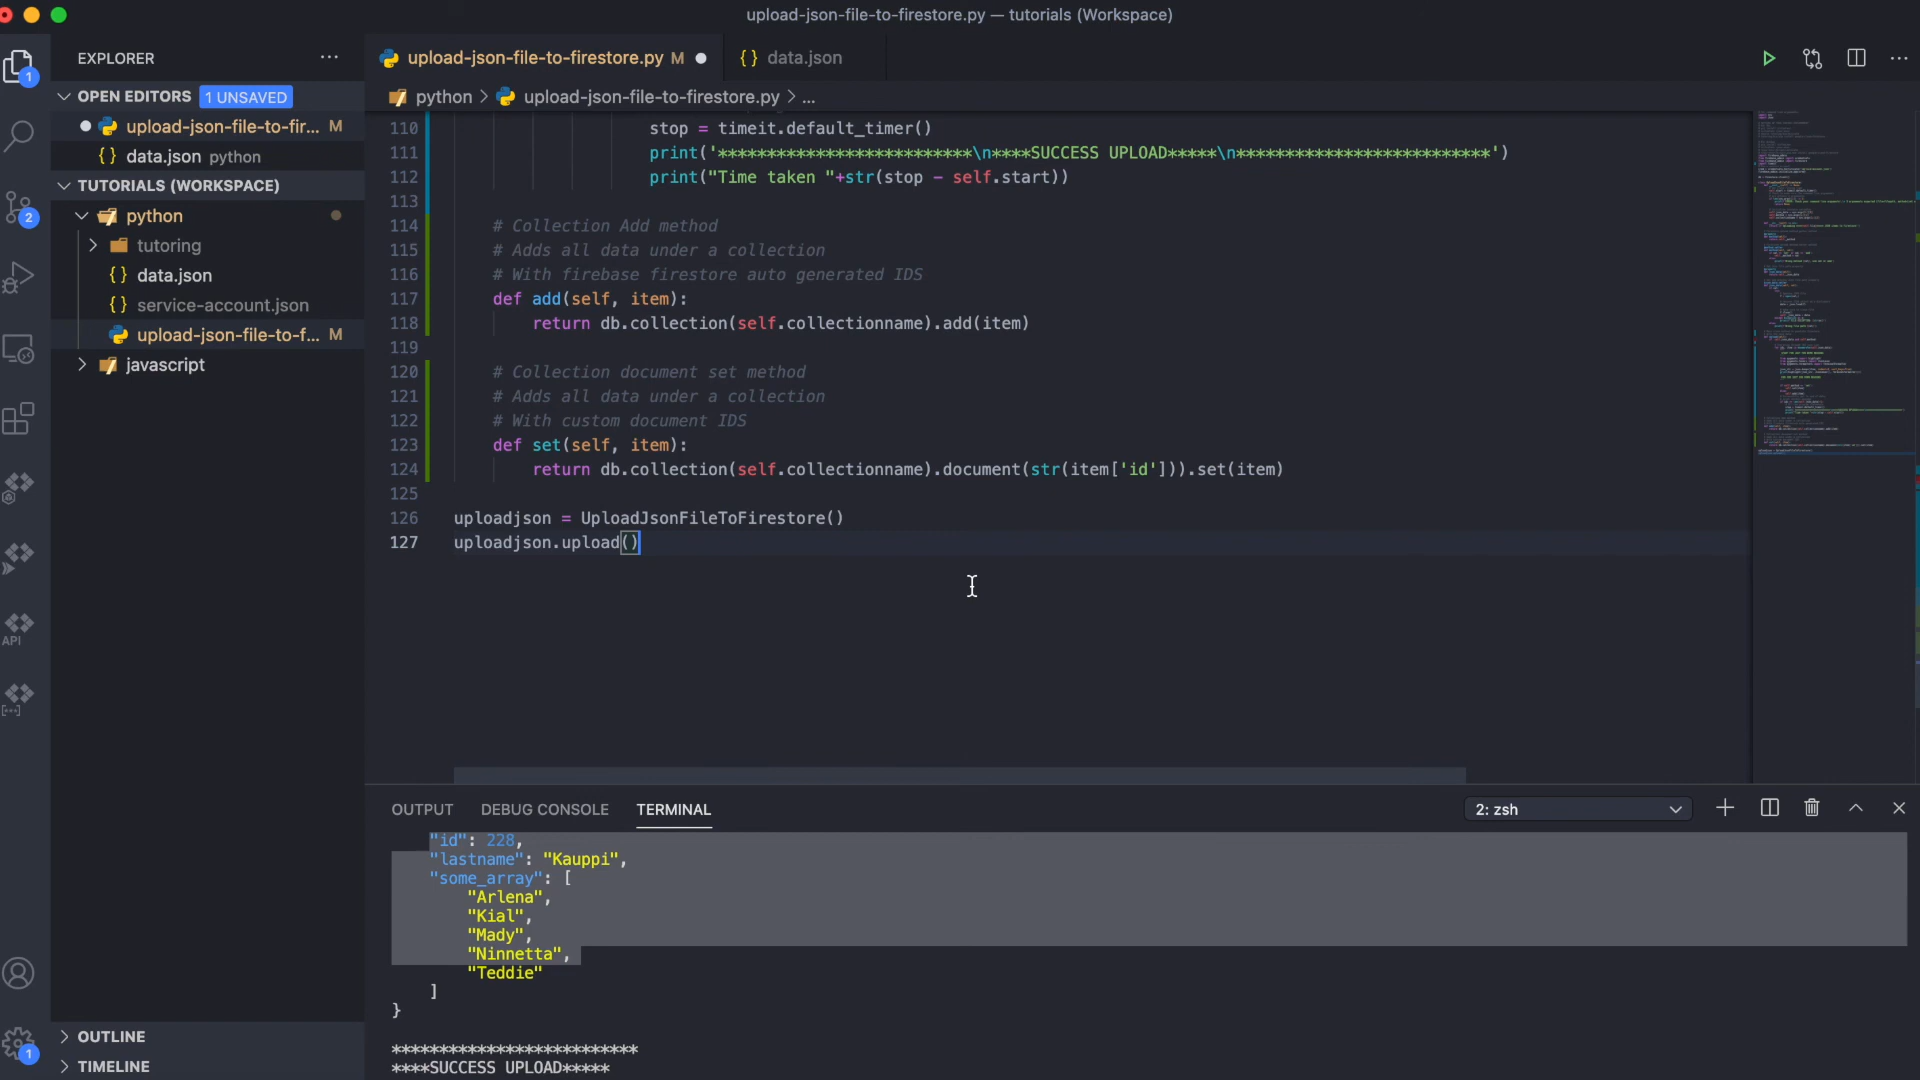 upload-json-file-to-firestore.py — tutorials (Workspace)
EXPLORER
OPEN EDITORS 1 UNSAVED
upload-json-file-to-fir... M
data.json python
TUTORIALS (WORKSPACE)
python
tutoring
data.json
service-account.json
upload-json-file-to-f... M
javascript
OUTLINE
TIMELINE
1
2
API
1
upload-json-file-to-firestore.py M
{} data.json
python > upload-json-file-to-firestore.py > ...
110 stop = timeit.default_timer()
111 print('**************************\n****SUCCESS UPLOAD*****\n**************************')
112 print("Time taken "+str(stop - self.start))
113
114 # Collection Add method
115 # Adds all data under a collection
116 # With firebase firestore auto generated IDS
117 def add(self, item):
118 return db.collection(self.collectionname).add(item)
119
120 # Collection document set method
121 # Adds all data under a collection
122 # With custom document IDS
123 def set(self, item):
124 return db.collection(self.collectionname).document(str(item['id'])).set(item)
125
126 uploadjson = UploadJsonFileToFirestore()
127 uploadjson.upload()
OUTPUT DEBUG CONSOLE TERMINAL
2: zsh
"id": 228,
"lastname": "Kauppi",
"some_array": [
"Arlena",
"Kial",
"Mady",
"Ninnetta",
"Teddie"
]
}
**************************
****SUCCESS UPLOAD*****